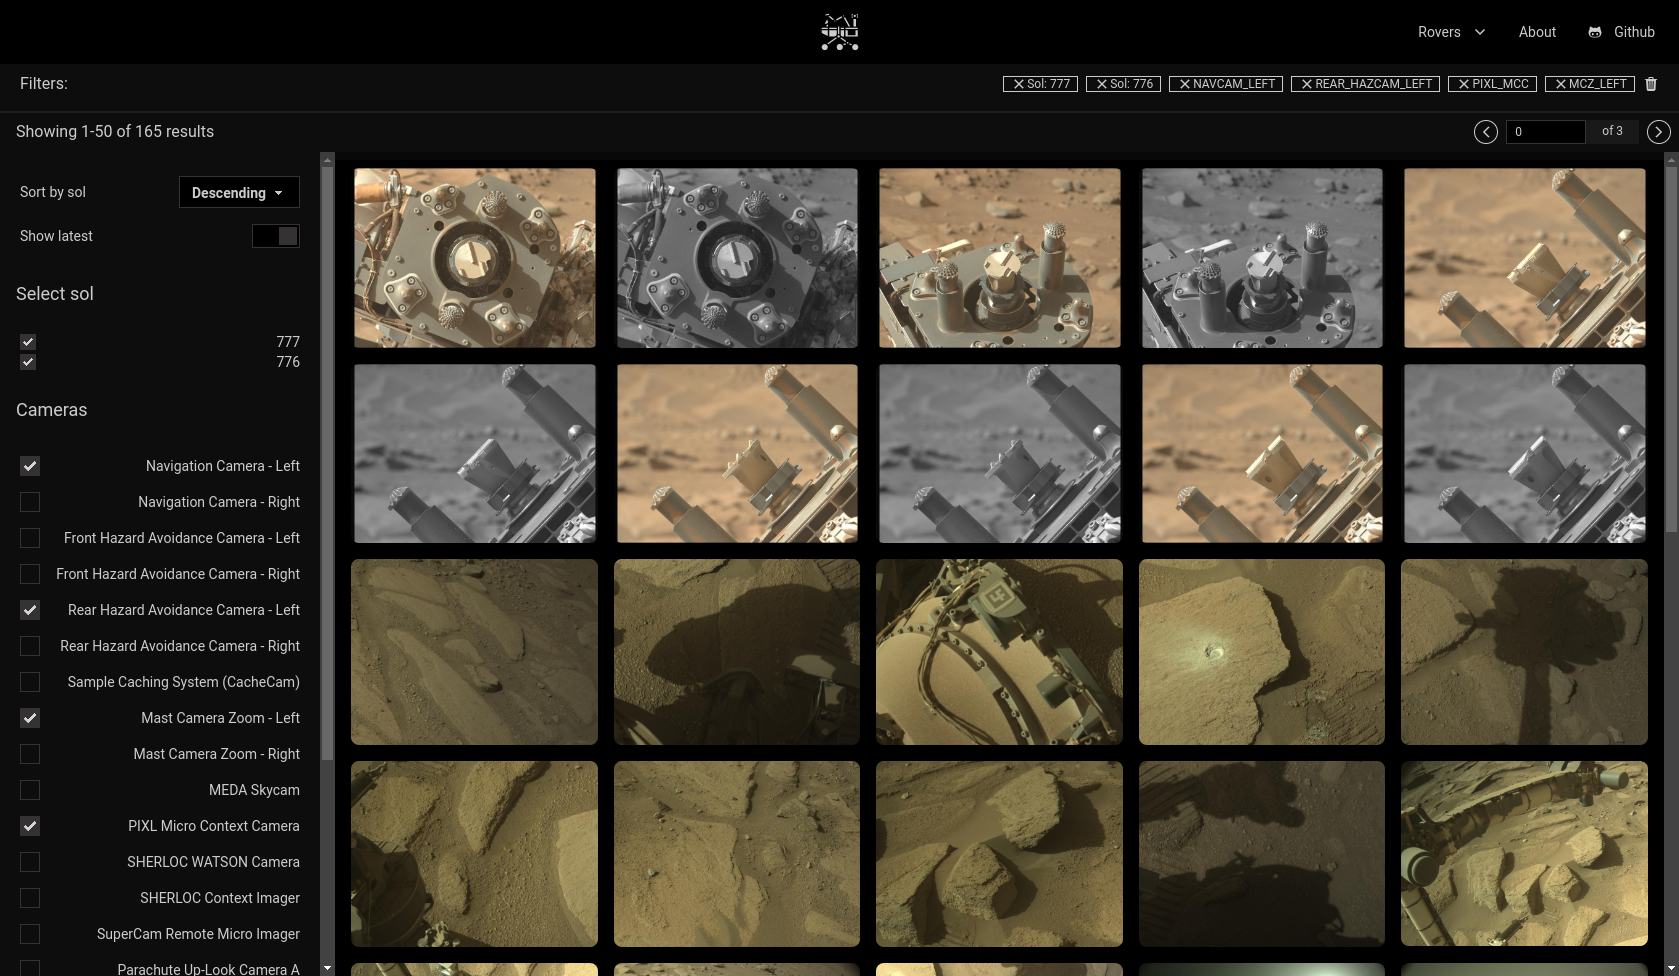 Rovers
About
Github
Filters:
Sol: 777
Sol: 776
NAVCAM_LEFT
REAR_HAZCAM_LEFT
PIXL_MCC
MCZ_LEFT
Showing 1-50 of 165 results
0
of 3
Sort by sol
Descending
Show latest
Select sol
777
776
Cameras
Navigation Camera - Left
Navigation Camera - Right
Front Hazard Avoidance Camera - Left
Front Hazard Avoidance Camera - Right
Rear Hazard Avoidance Camera - Left
Rear Hazard Avoidance Camera - Right
Sample Caching System (CacheCam)
Mast Camera Zoom - Left
Mast Camera Zoom - Right
MEDA Skycam
PIXL Micro Context Camera
SHERLOC WATSON Camera
SHERLOC Context Imager
SuperCam Remote Micro Imager
Parachute Up-Look Camera A